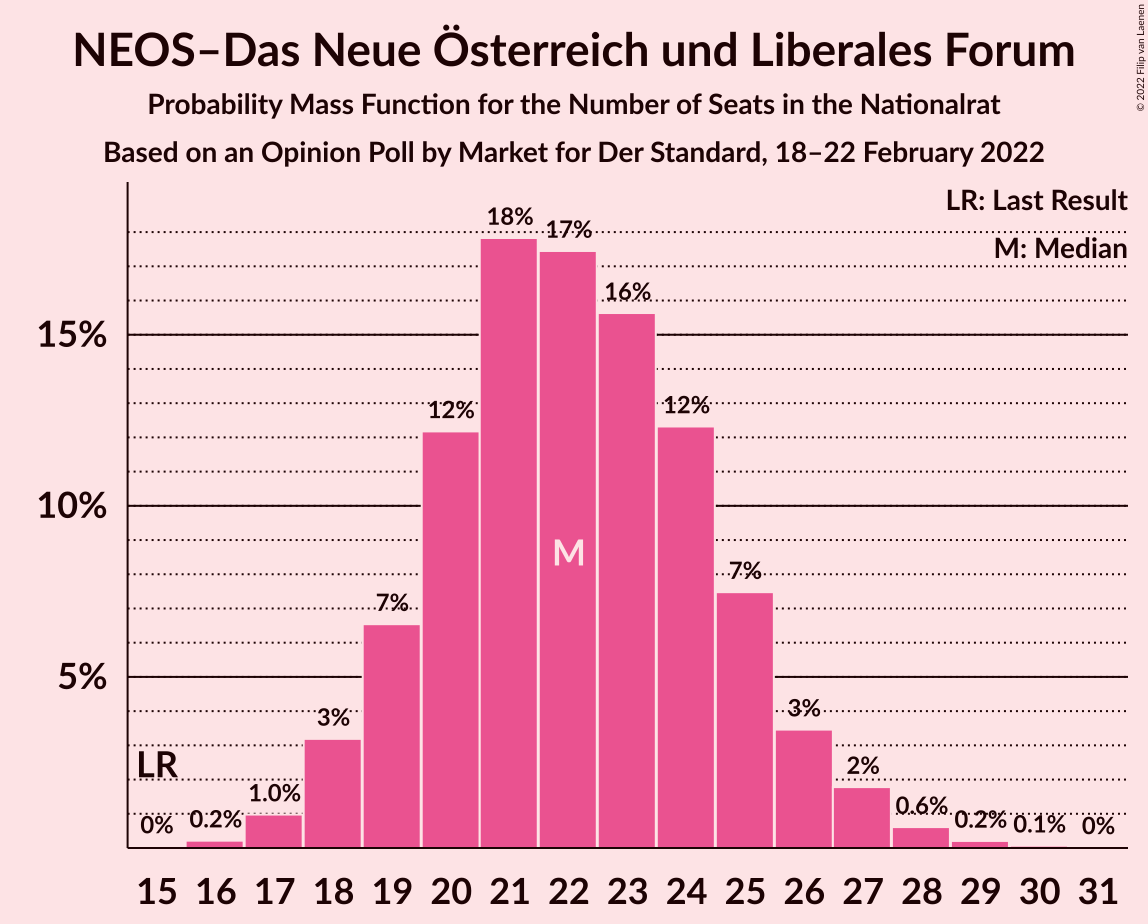 NEOS–Das Neue Österreich und Liberales Forum
Probability Mass Function for the Number of Seats in the Nationalrat
Based on an Opinion Poll by Market for Der Standard, 18–22 February 2022
© 2022 Filip van Laenen
LR: Last Result
M: Median
18%
17%
16%
15%
12%
12%
10%
M
7%
7%
5%
3%
3%
LR
2%
1.0%
0.6%
0%
0.2%
0.2%
0.1%
0%
15 16 17 18 19 20 21 22 23 24 25 26 27 28 29 30 31